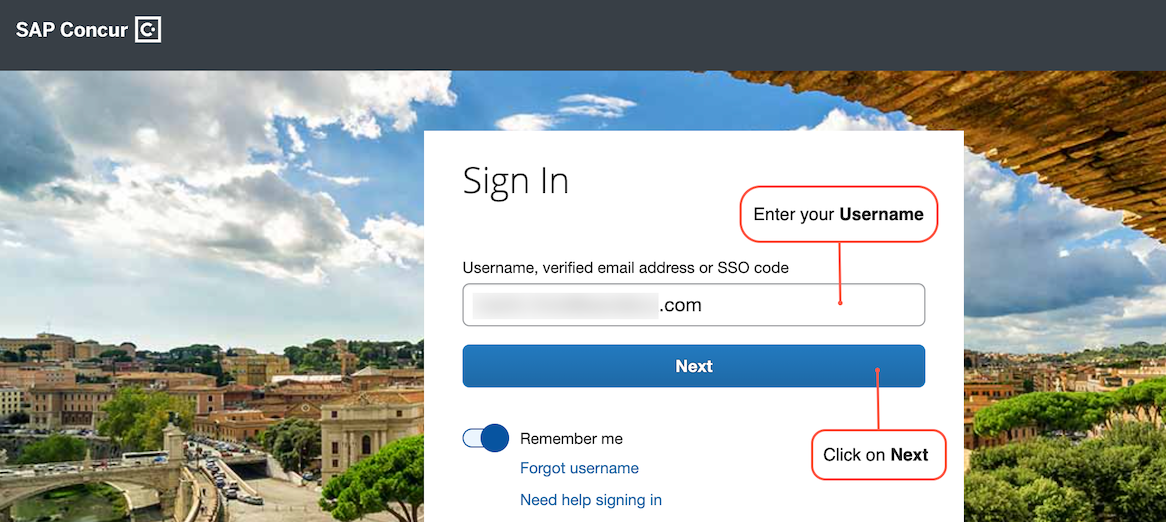 SAP Concur C.
Sign In
Enter your Username
Username, verified email address or SSO code
.com
Next
Remember me
Click on Next
Forgot username
Need help signing in